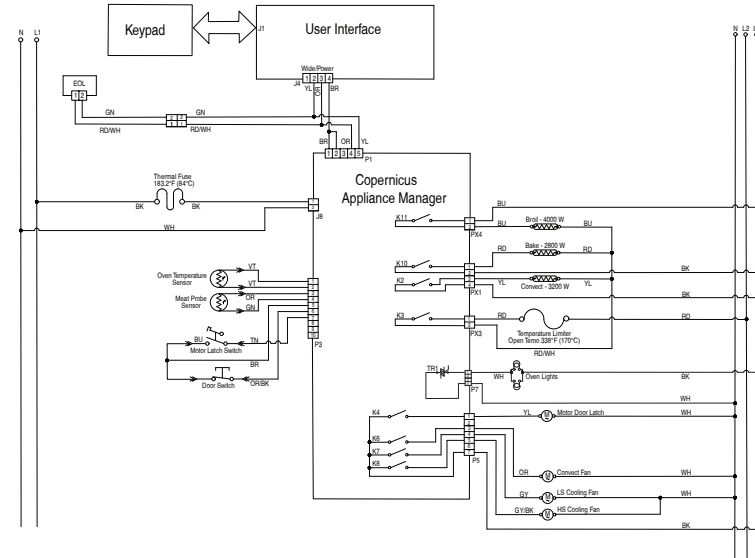 N L1
Keypad
J1
User Interface
N L2 L
Wide/Power
J4 1 2 3 4
YL OR BR
EOL
1 2
GN 2 2 GN
RD/WH 1 1 RD/WH
BR OR YL
1 2 3 4 5
P1
Copernicus
Appliance Manager
Thermal Fuse
183.2°F (84°C)
BK BK
J8
WH
K11
PX4
BU
BU Broil - 4000 W BU
RD Bake - 2800 W RD
K10
K2
PX1
BK
YL Convect - 3200 W YL
BK
K3
PX3
RD RD
Temperature Limiter
Open Temo 338°F (170°C)
RD/WH
Oven Temperature
Sensor
VT
VT
Meat Probe
Sensor
OR
GN
BU TN
Motor Latch Switch
P3
BR
Door Switch
OR/BK
TR1
WH Oven Lights BK
P7
WH
K4
K6
K7
K8
P5
YL M Motor Door Latch WH
OR M Convect Fan WH
GY M LS Cooling Fan WH
GY/BK M HS Cooling Fan
BK